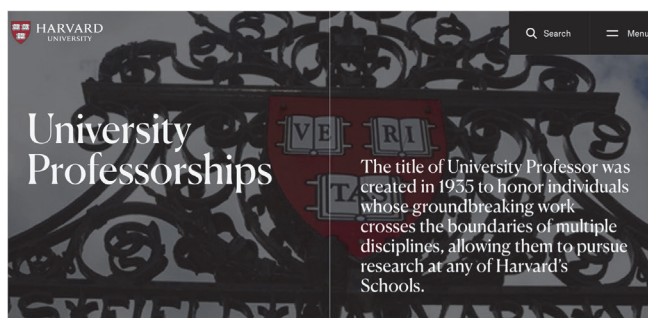 HARVARD
UNIVERSITY
Search
Menu
University
Professorships
VE
RI
TAS
The title of University Professor was
created in 1935 to honor individuals
whose groundbreaking work
crosses the boundaries of multiple
disciplines, allowing them to pursue
research at any of Harvard's
Schools.